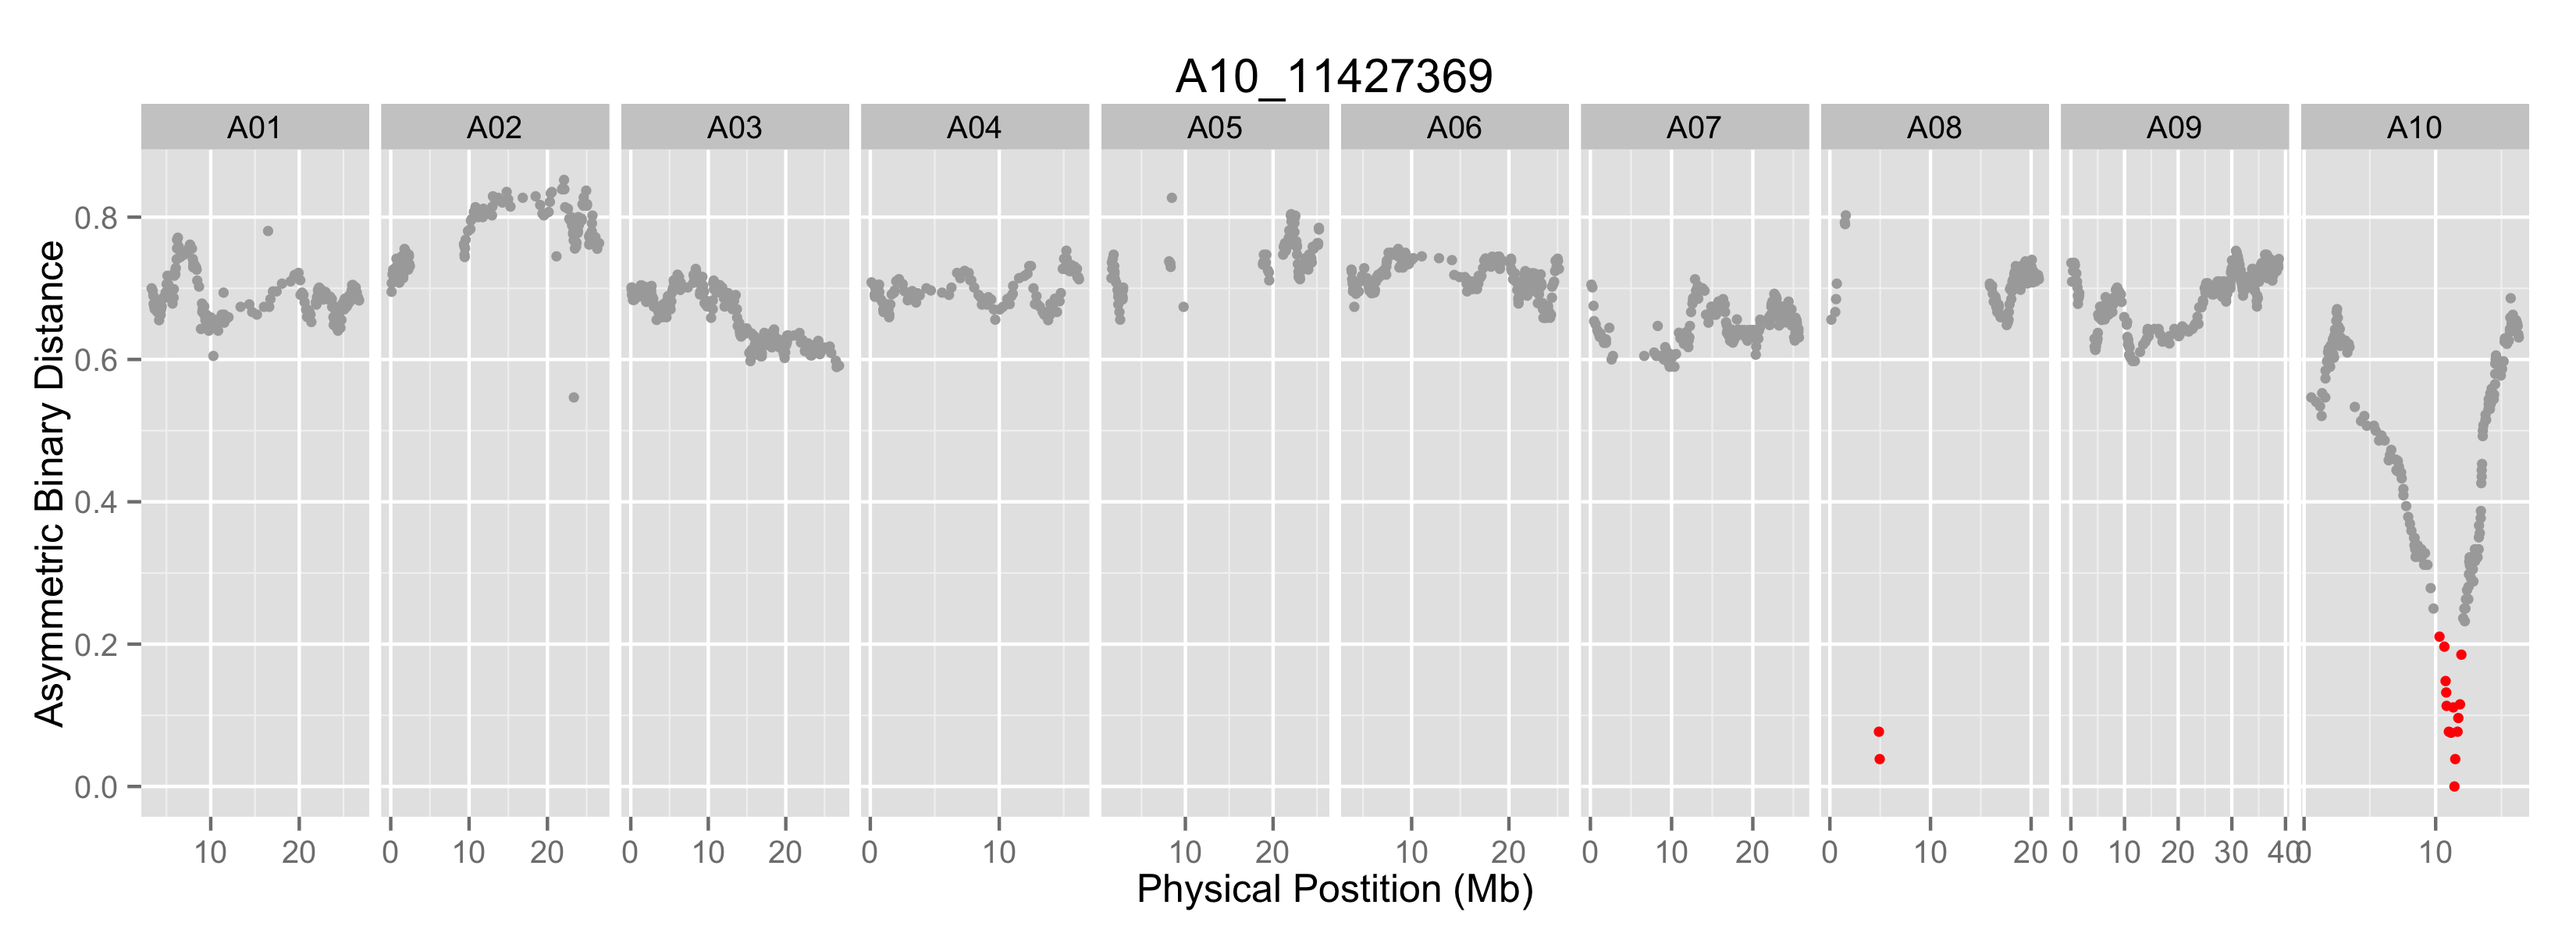 A10_11427369
A01 A02 A03 A04 A05 A06 A07 A08 A09 A10
Asymmetric Binary Distance
0.8
0.6
0.4
0.2
0.0
10 20 0 10 20 0 10 20 0 10 10 20 10 20 0 10 20 0 10 20 0 10 20 30 40 0 10
Physical Postition (Mb)